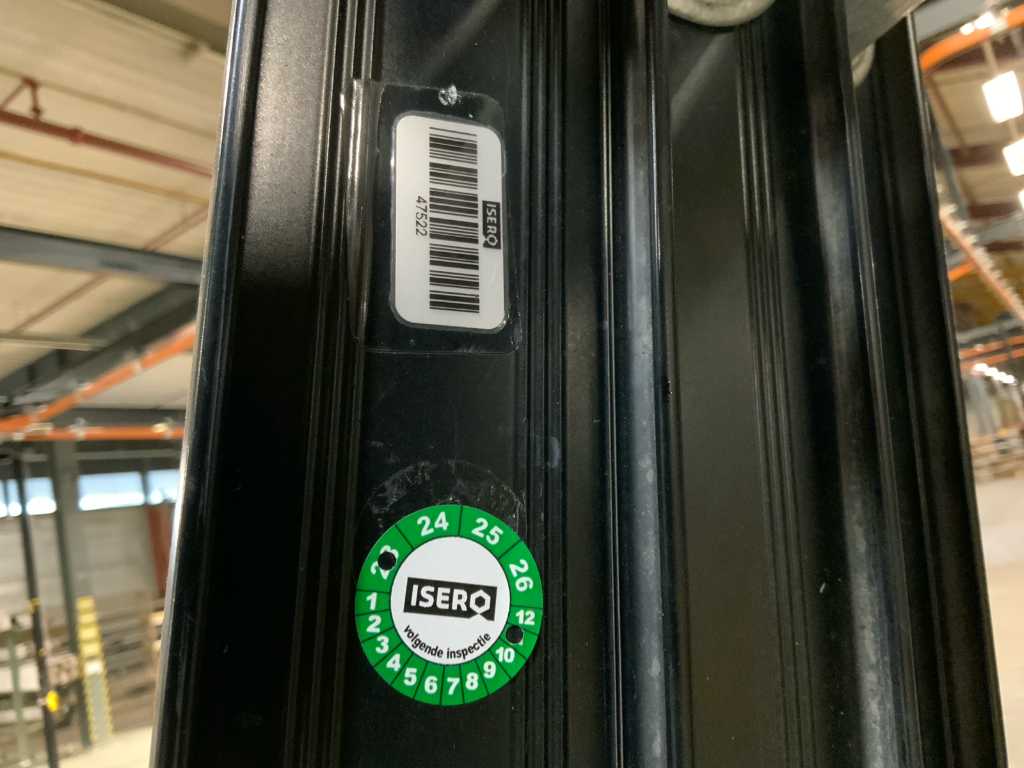 ISERO
47522
23 24 25 26
1 2 3 4 5 6 7 8 9 10 12
ISERO
volgende inspectie